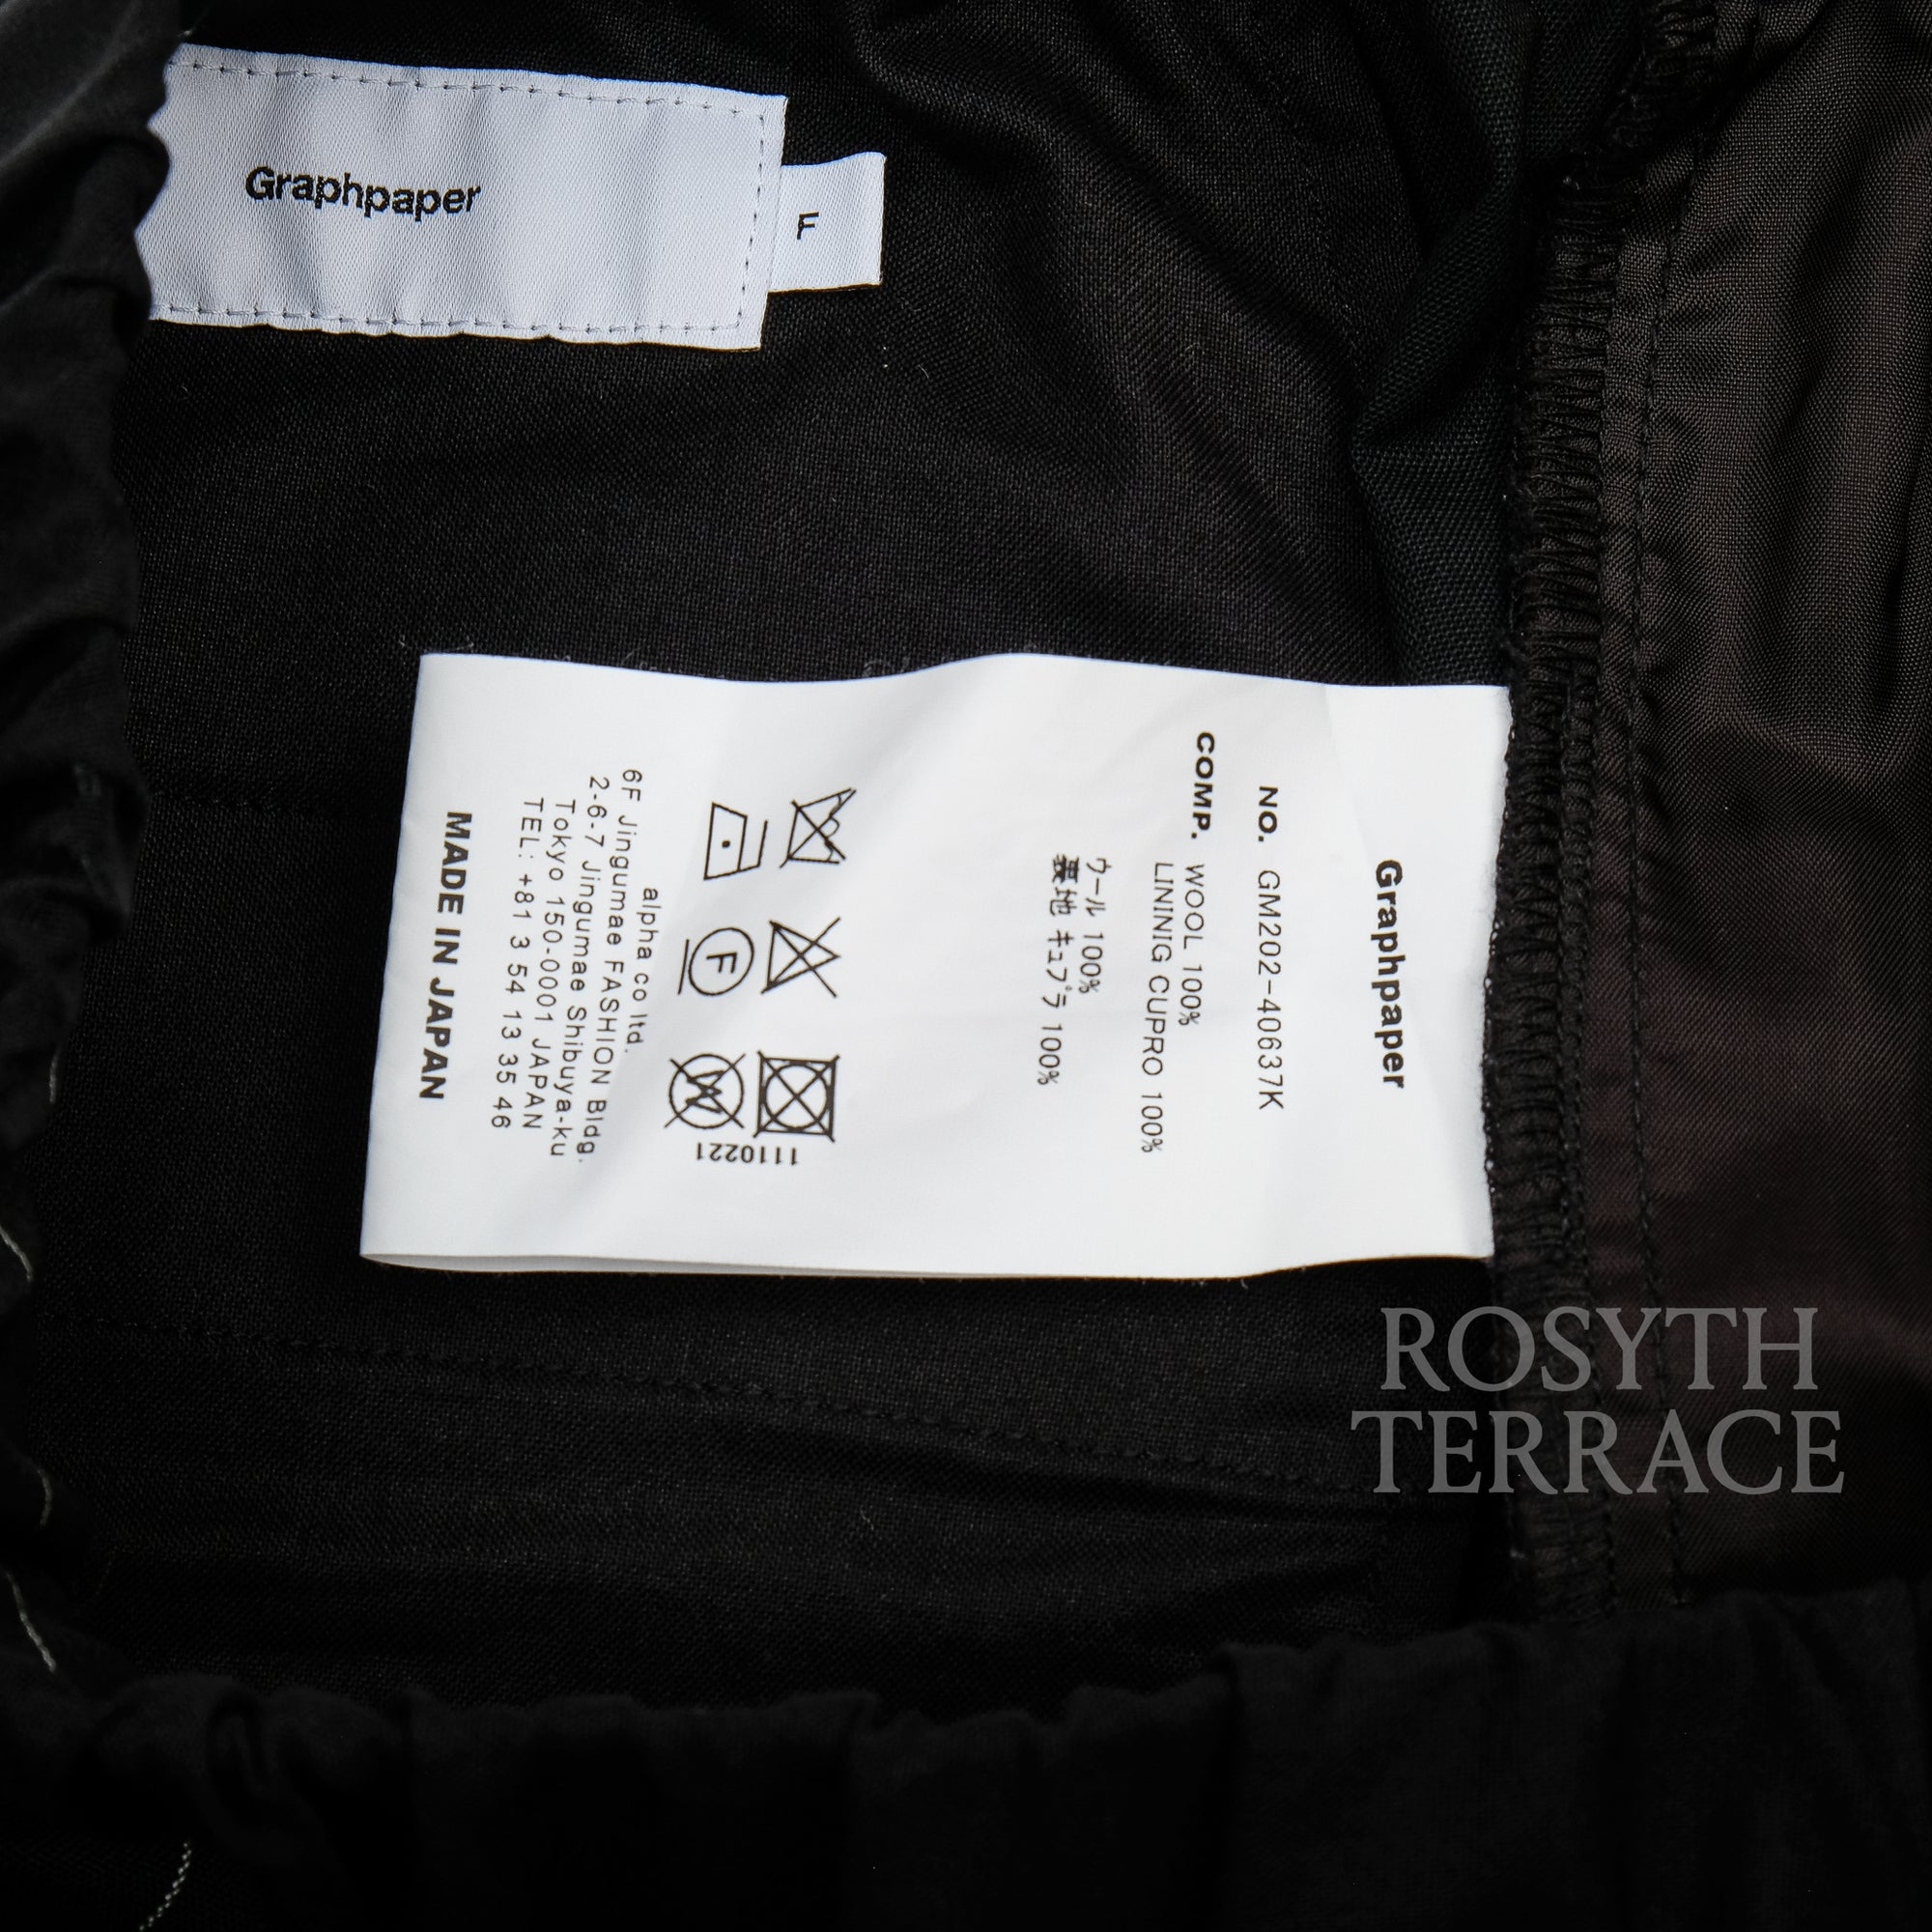 Graphpaper
F
Graphpaper
NO. GM202-40637K
COMP. WOOL 100%
LININIG CUPRO 100%
ウール 100%
裏地 キュプラ 100%
F
W
1110221
alpha co ltd.
6F Jingumae FASHION Bldg.
2-6-7 Jingumae Shibuya-ku
Tokyo 150-0001 JAPAN
TEL: +81 3 54 13 35 46
MADE IN JAPAN
ROSYTH
TERRACE